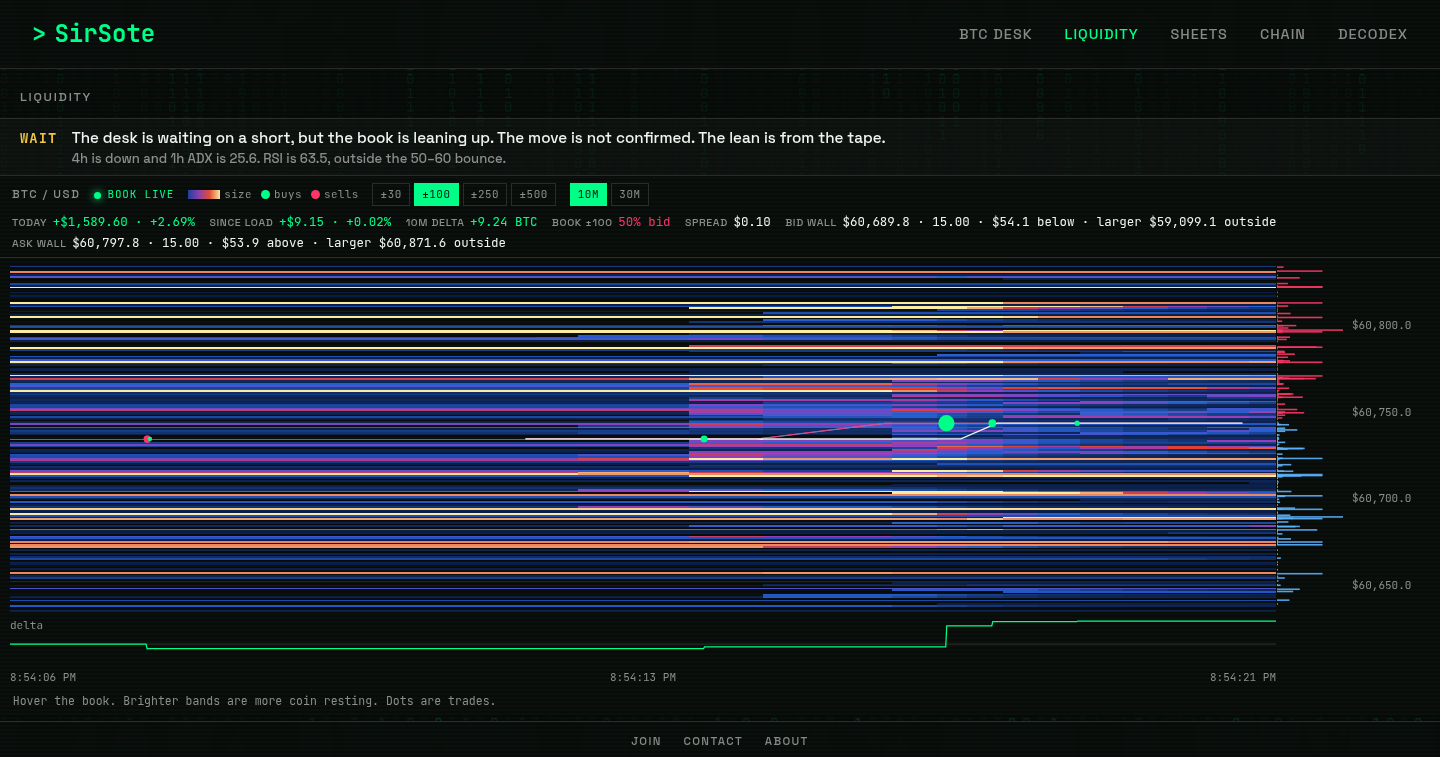 > SirSote
BTC DESK LIQUIDITY SHEETS CHAIN DECODEX
LIQUIDITY
WAIT The desk is waiting on a short, but the book is leaning up. The move is not confirmed. The lean is from the tape.
4h is down and 1h ADX is 25.6. RSI is 63.5, outside the 50–60 bounce.
BTC / USD BOOK LIVE size buys sells ±30 ±100 ±250 ±500 10M 30M
TODAY +$1,589.60 · +2.69% SINCE LOAD +$9.15 · +0.02% 10M DELTA +9.24 BTC BOOK ±100 50% bid SPREAD $0.10 BID WALL $60,689.8 · 15.00 · $54.1 below · larger $59,099.1 outside
ASK WALL $60,797.8 · 15.00 · $53.9 above · larger $60,871.6 outside
$60,800.0
$60,750.0
$60,700.0
$60,650.0
delta
8:54:06 PM 8:54:13 PM 8:54:21 PM
Hover the book. Brighter bands are more coin resting. Dots are trades.
JOIN CONTACT ABOUT